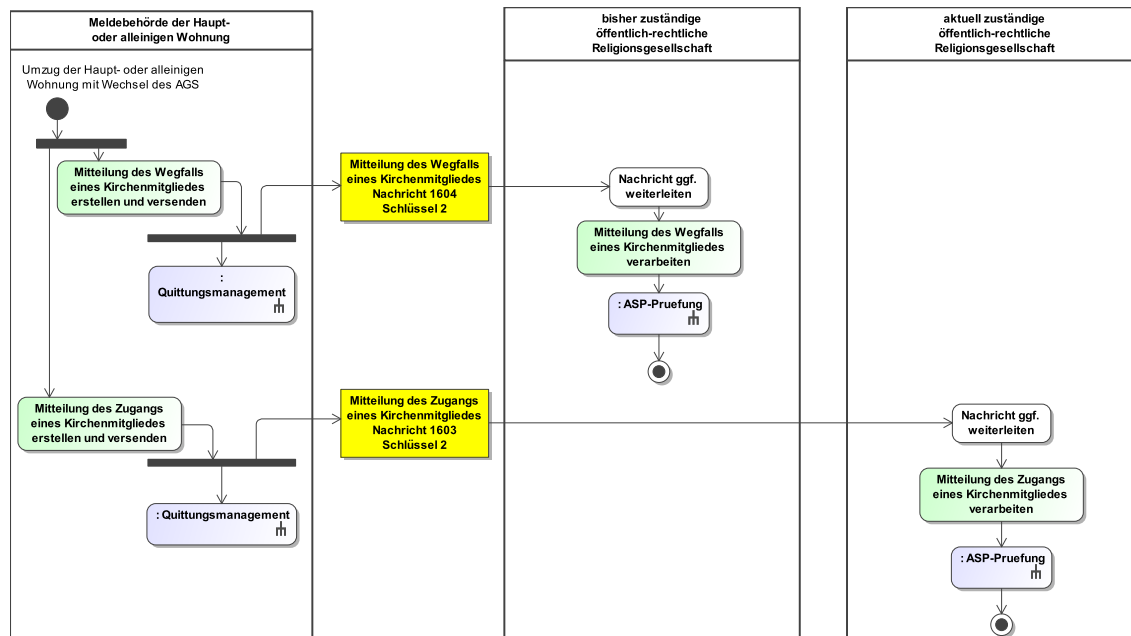 Meldebehörde der Haupt-
oder alleinigen Wohnung
bisher zuständige
öffentlich-rechtliche
Religionsgesellschaft
aktuell zuständige
öffentlich-rechtliche
Religionsgesellschaft
Umzug der Haupt- oder alleinigen
Wohnung mit Wechsel des AGS
Mitteilung des Wegfalls
eines Kirchenmitgliedes
erstellen und versenden
Mitteilung des Wegfalls
eines Kirchenmitgliedes
Nachricht 1604
Schlüssel 2
Nachricht ggf.
weiterleiten
Mitteilung des Wegfalls
eines Kirchenmitgliedes
verarbeiten
:
Quittungsmanagement
: ASP-Pruefung
Mitteilung des Zugangs
eines Kirchenmitgliedes
erstellen und versenden
Mitteilung des Zugangs
eines Kirchenmitgliedes
Nachricht 1603
Schlüssel 2
Nachricht ggf.
weiterleiten
: Quittungsmanagement
Mitteilung des Zugangs
eines Kirchenmitgliedes
verarbeiten
: ASP-Pruefung